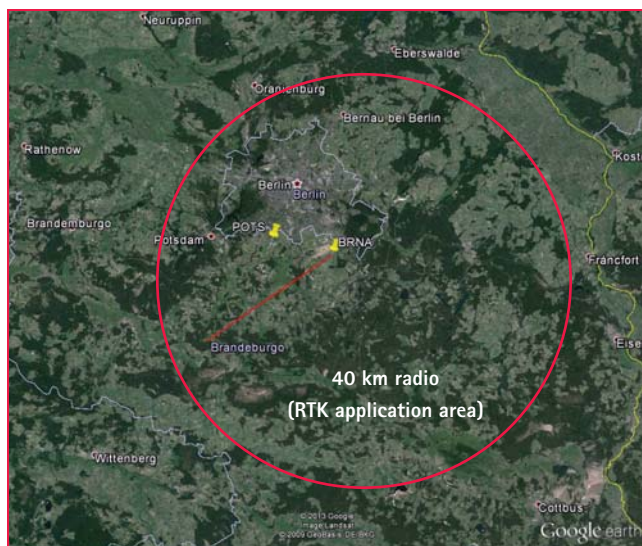 Neuruppin
Eberswalde
Oranienburg
Bernau bei Berlin
Rathenow
Kost
Berlin
Berlin
Brandemburgo
POTS
Potsdam
BRNA
Francfort
Brandeburgo
Eise
40 km radio
(RTK application area)
Wittenberg
Cottbus
© 2013 Google
Image Landsat
© 2009 GeoBasis-DE/BKG
Google earth